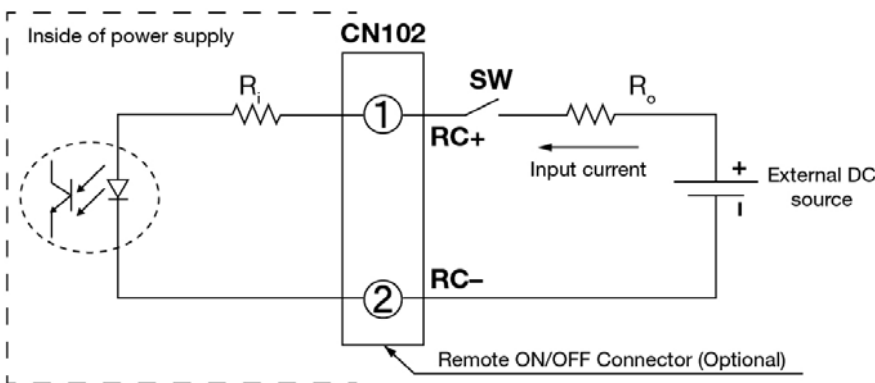 Inside of power supply
CN102
Ri
1
SW
Ro
RC+
Input current
+
External DC
source
2
RC–
Remote ON/OFF Connector (Optional)